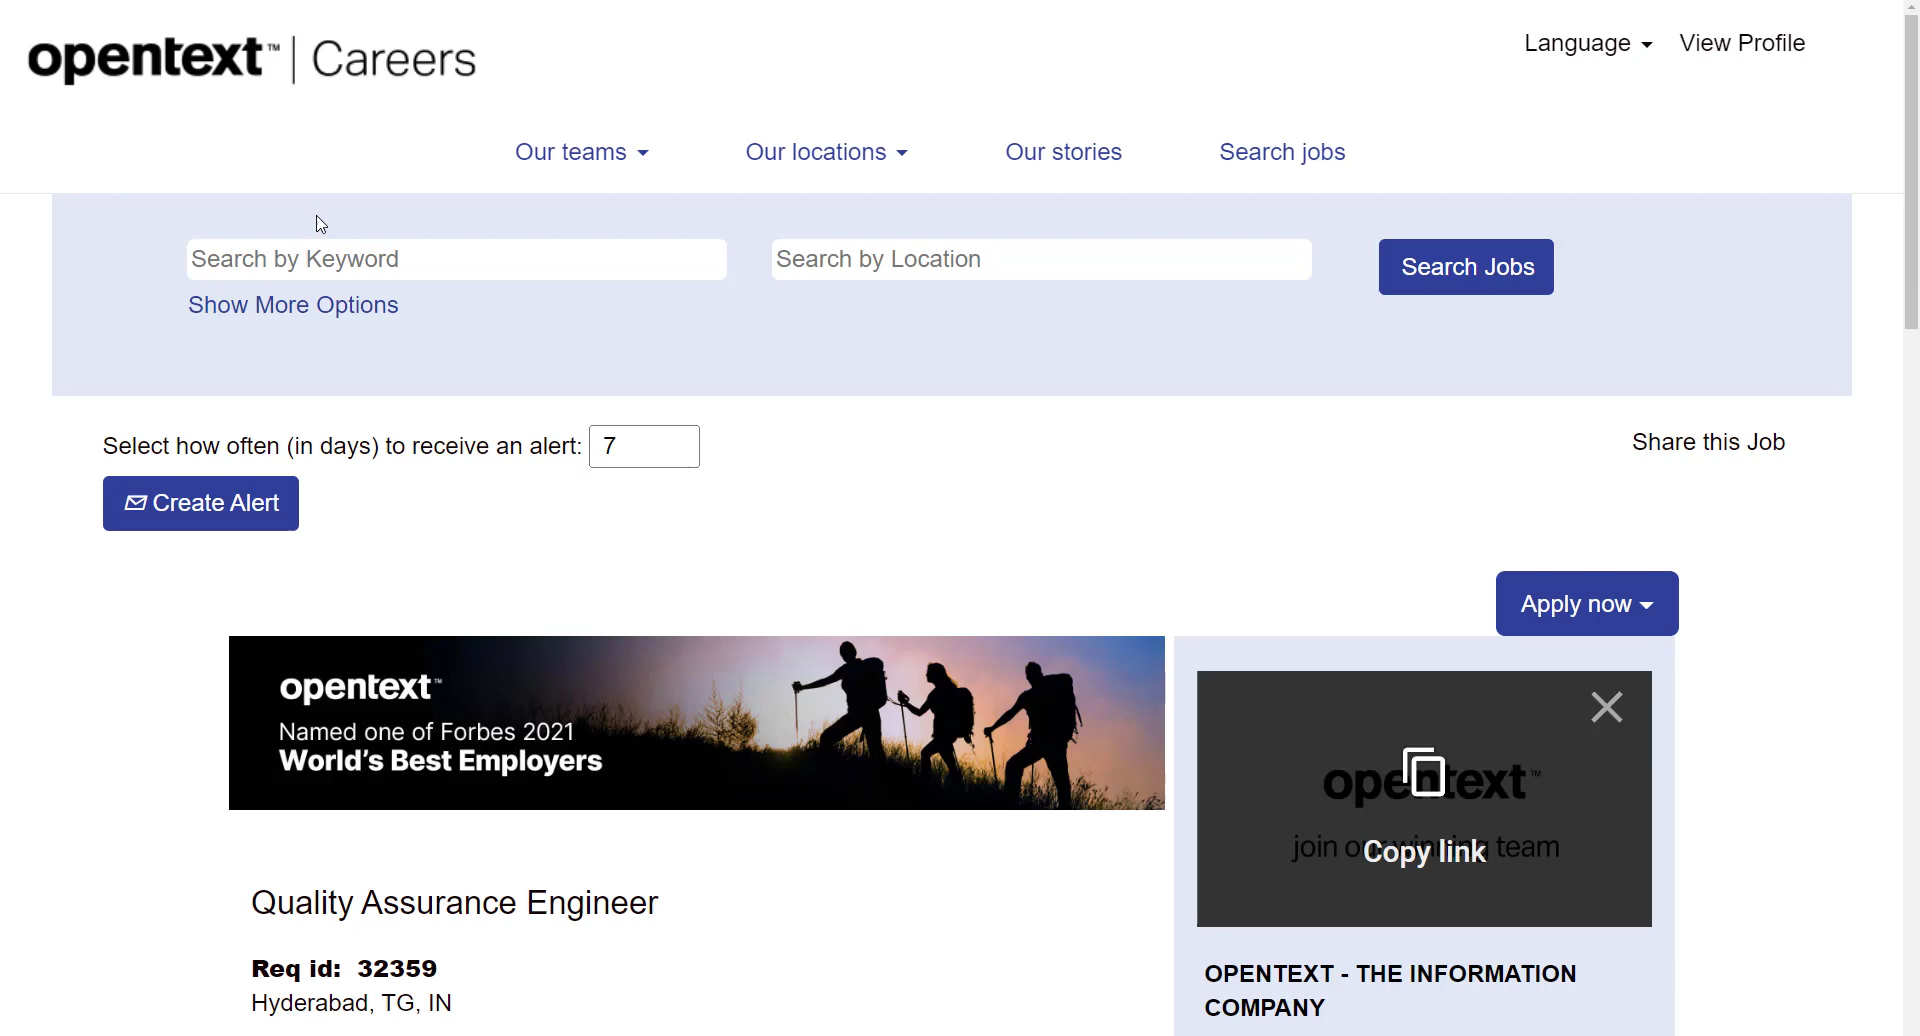 opentext™ | Careers
Language
View Profile
Our teams
Our locations
Our stories
Search jobs
Search by Keyword
Search by Location
Search Jobs
Show More Options
Select how often (in days) to receive an alert: 7
Share this Job
Create Alert
Apply now
opentext™
Named one of Forbes 2021
World's Best Employers
opentext™
join our winning team
Copy link
Quality Assurance Engineer
Req id: 32359
Hyderabad, TG, IN
OPENTEXT - THE INFORMATION
COMPANY